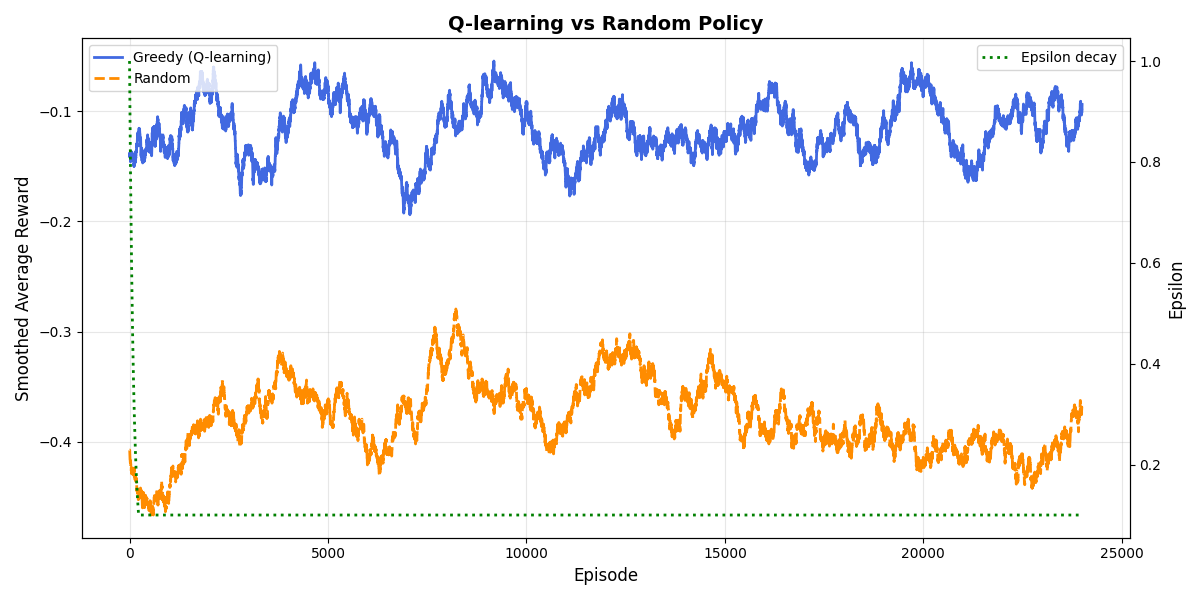 Q-learning vs Random Policy
Greedy (Q-learning)
Random
Epsilon decay
Smoothed Average Reward
−0.1
−0.2
−0.3
−0.4
1.0
0.8
0.6
0.4
0.2
Epsilon
0
5000
10000
15000
20000
25000
Episode